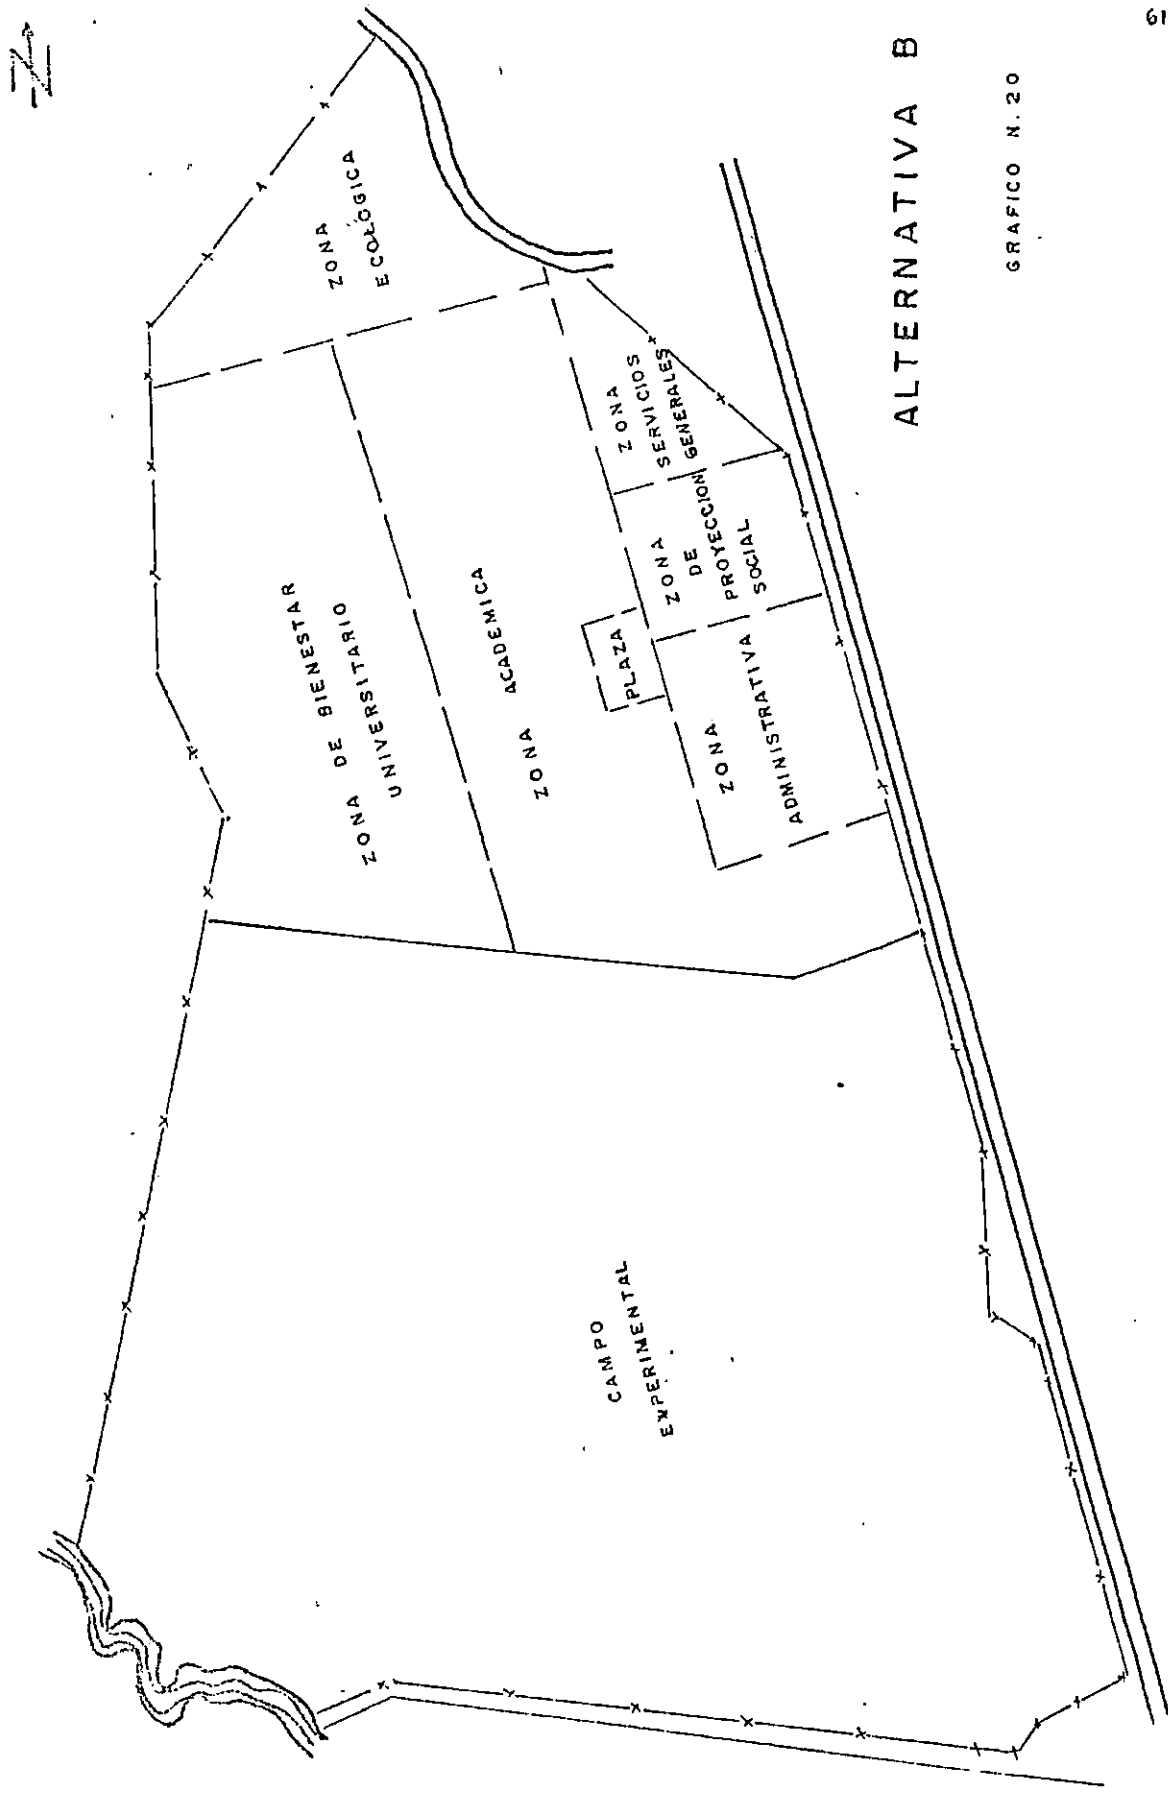 61
N
ZONA
ECOLOGICA
ZONA DE BIENESTAR
UNIVERSITARIO
ZONA ACADEMICA
PLAZA
ZONA
SERVICIOS
GENERALES
ZONA
DE
PROYECCION
SOCIAL
ZONA
ADMINISTRATIVA
CAMPO
EXPERIMENTAL
ALTERNATIVA B
GRAFICO N. 20